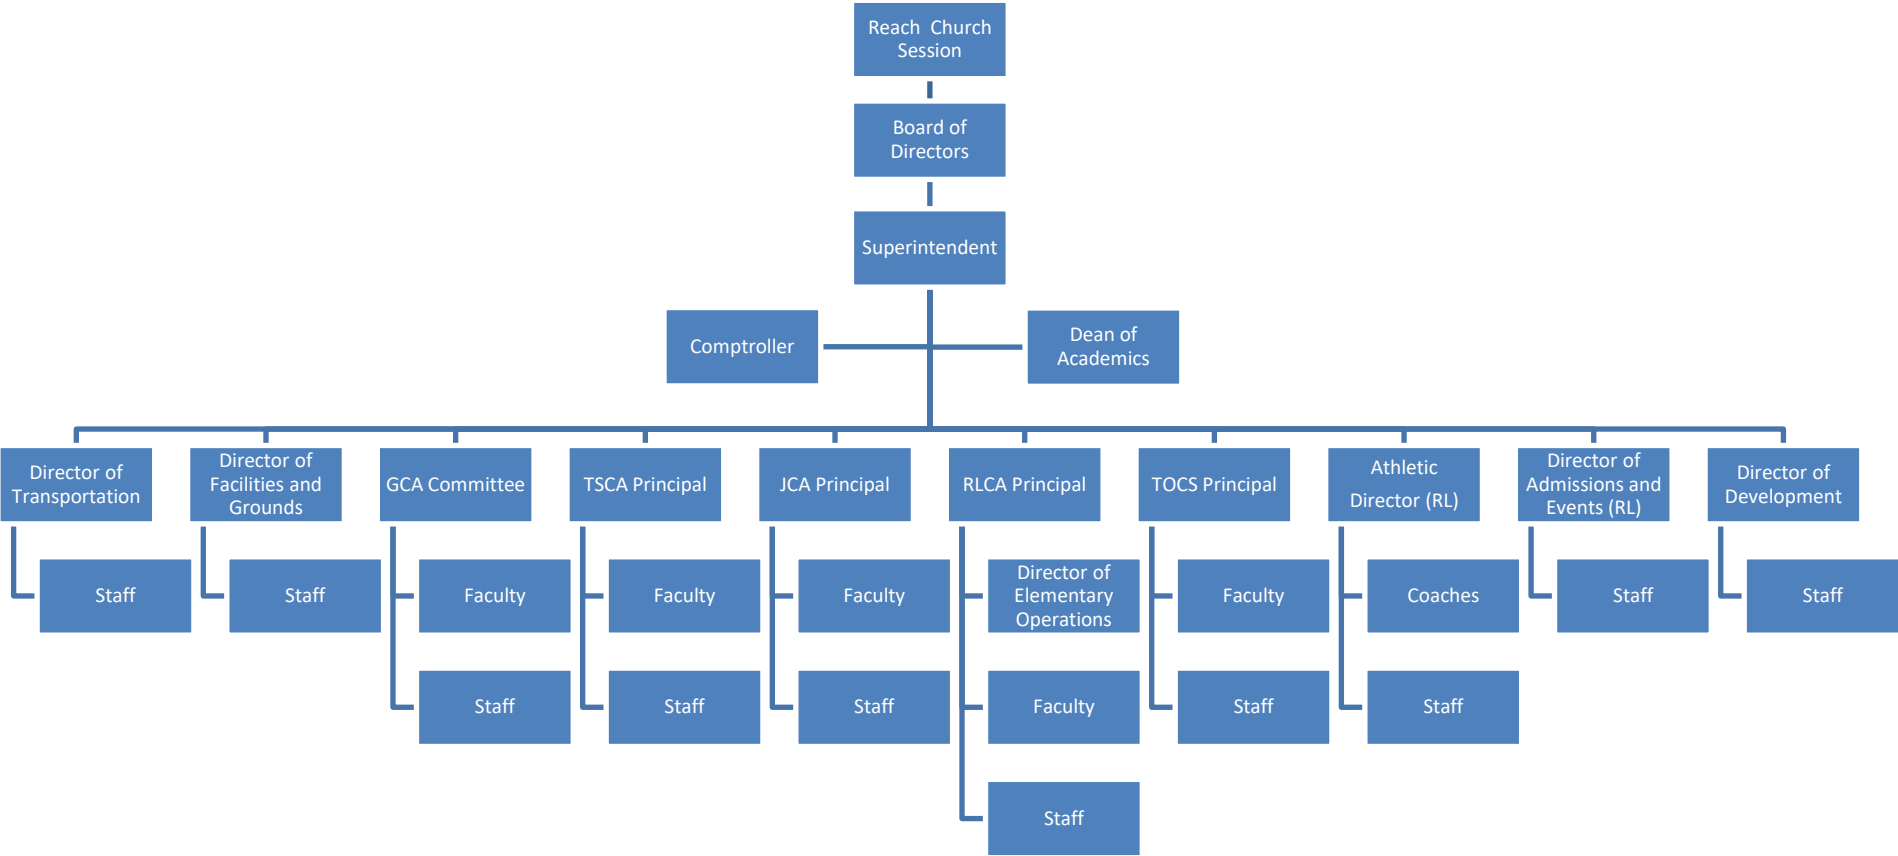 Reach Church
Session
Board of
Directors
Superintendent
Comptroller
Dean of
Academics
Director of
Transportation
Director of
Facilities and
Grounds
GCA Committee
TSCA Principal
JCA Principal
RLCA Principal
TOCS Principal
Athletic
Director (RL)
Director of
Admissions and
Events (RL)
Director of
Development
Staff
Staff
Faculty
Faculty
Faculty
Director of
Elementary
Operations
Faculty
Coaches
Staff
Staff
Staff
Staff
Staff
Faculty
Staff
Staff
Staff